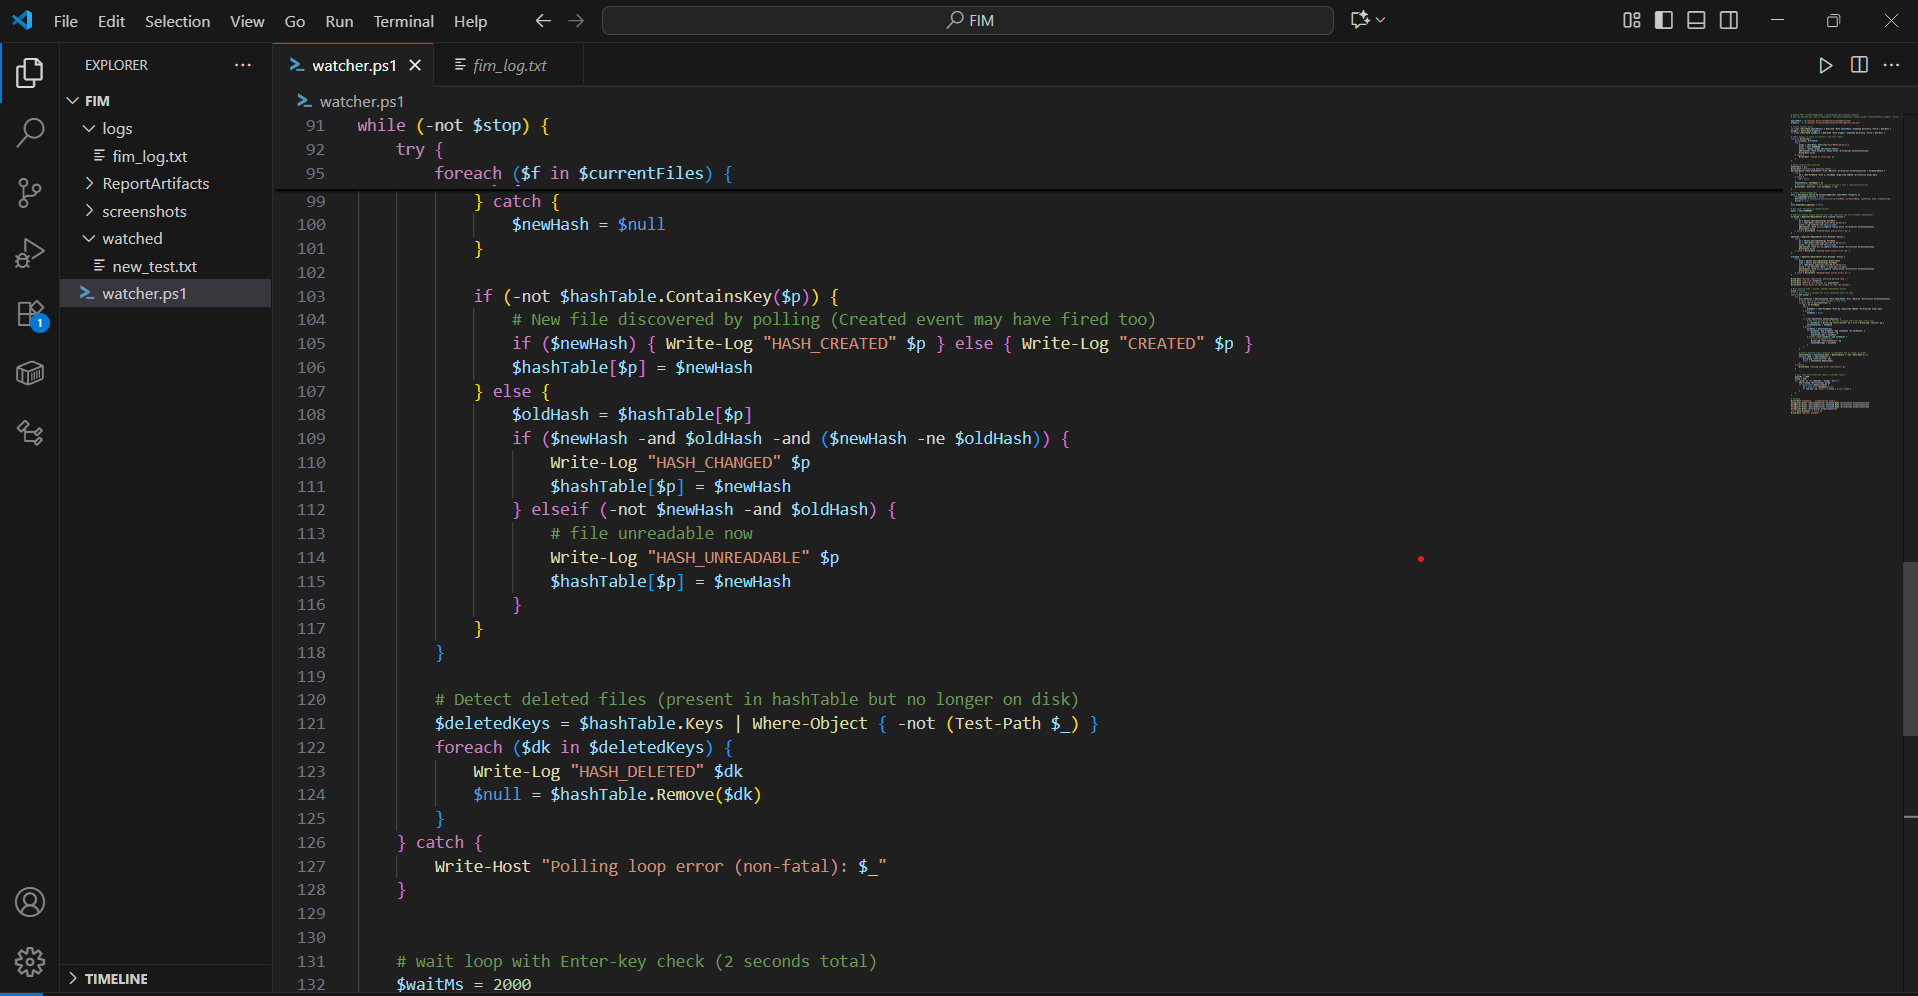 File Edit Selection View Go Run Terminal Help FIM
EXPLORER
FIM
logs
fim_log.txt
ReportArtifacts
screenshots
watched
new_test.txt
watcher.ps1
1
TIMELINE
watcher.ps1 fim_log.txt
watcher.ps1
91 while (-not $stop) {
92 try {
95 foreach ($f in $currentFiles) {
99 } catch {
100 $newHash = $null
101 }
102
103 if (-not $hashTable.ContainsKey($p)) {
104 # New file discovered by polling (Created event may have fired too)
105 if ($newHash) { Write-Log "HASH_CREATED" $p } else { Write-Log "CREATED" $p }
106 $hashTable[$p] = $newHash
107 } else {
108 $oldHash = $hashTable[$p]
109 if ($newHash -and $oldHash -and ($newHash -ne $oldHash)) {
110 Write-Log "HASH_CHANGED" $p
111 $hashTable[$p] = $newHash
112 } elseif (-not $newHash -and $oldHash) {
113 # file unreadable now
114 Write-Log "HASH_UNREADABLE" $p
115 $hashTable[$p] = $newHash
116 }
117 }
118 }
119
120 # Detect deleted files (present in hashTable but no longer on disk)
121 $deletedKeys = $hashTable.Keys | Where-Object { -not (Test-Path $_) }
122 foreach ($dk in $deletedKeys) {
123 Write-Log "HASH_DELETED" $dk
124 $null = $hashTable.Remove($dk)
125 }
126 } catch {
127 Write-Host "Polling loop error (non-fatal): $_"
128 }
129
130
131 # wait loop with Enter-key check (2 seconds total)
132 $waitMs = 2000